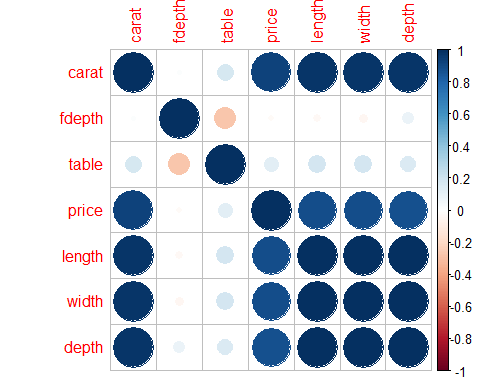 carat fdepth table price length width depth
carat
fdepth
table
price
length
width
depth
1
0.8
0.6
0.4
0.2
0
-0.2
-0.4
-0.6
-0.8
-1